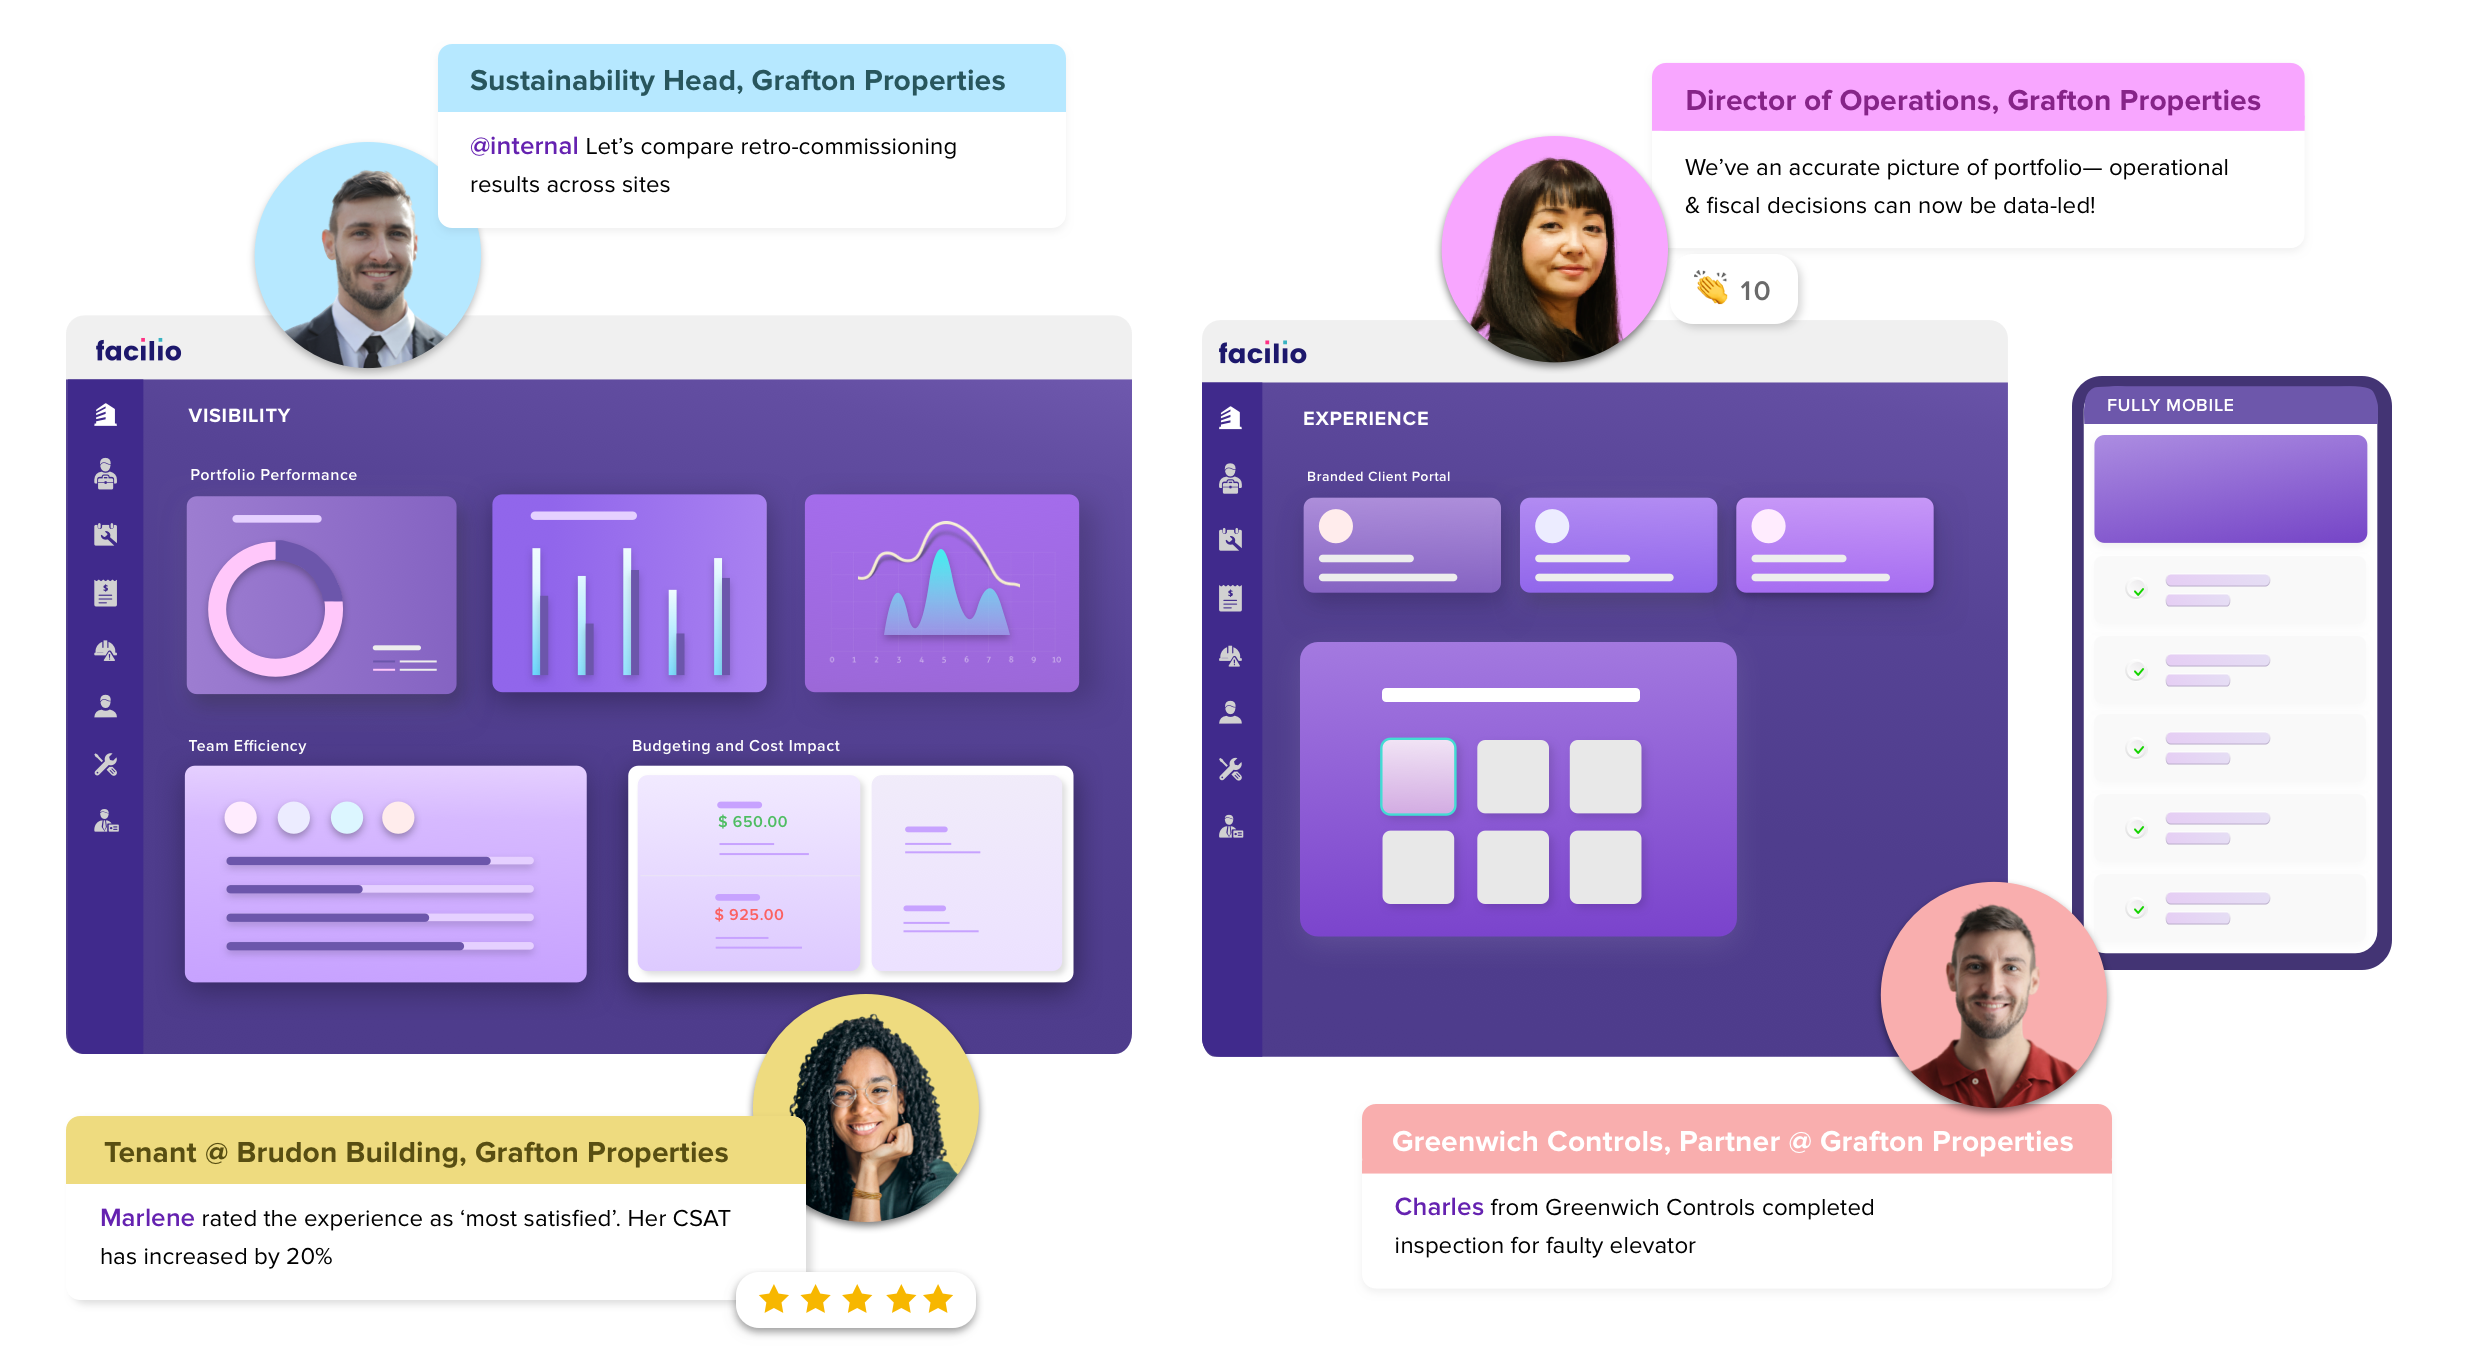 Sustainability Head, Grafton Properties
@internal Let’s compare retro-commissioning
results across sites
facilio
VISIBILITY
Portfolio Performance
0 1 2 3 4 5 6 7 8 9 10
Team Efficiency
Budgeting and Cost Impact
$ 650.00
$ 925.00
Tenant @ Brudon Building, Grafton Properties
Marlene rated the experience as ‘most satisfied’. Her CSAT
has increased by 20%
Director of Operations, Grafton Properties
We’ve an accurate picture of portfolio— operational
& fiscal decisions can now be data-led!
10
facilio
EXPERIENCE
Branded Client Portal
FULLY MOBILE
Greenwich Controls, Partner @ Grafton Properties
Charles from Greenwich Controls completed
inspection for faulty elevator